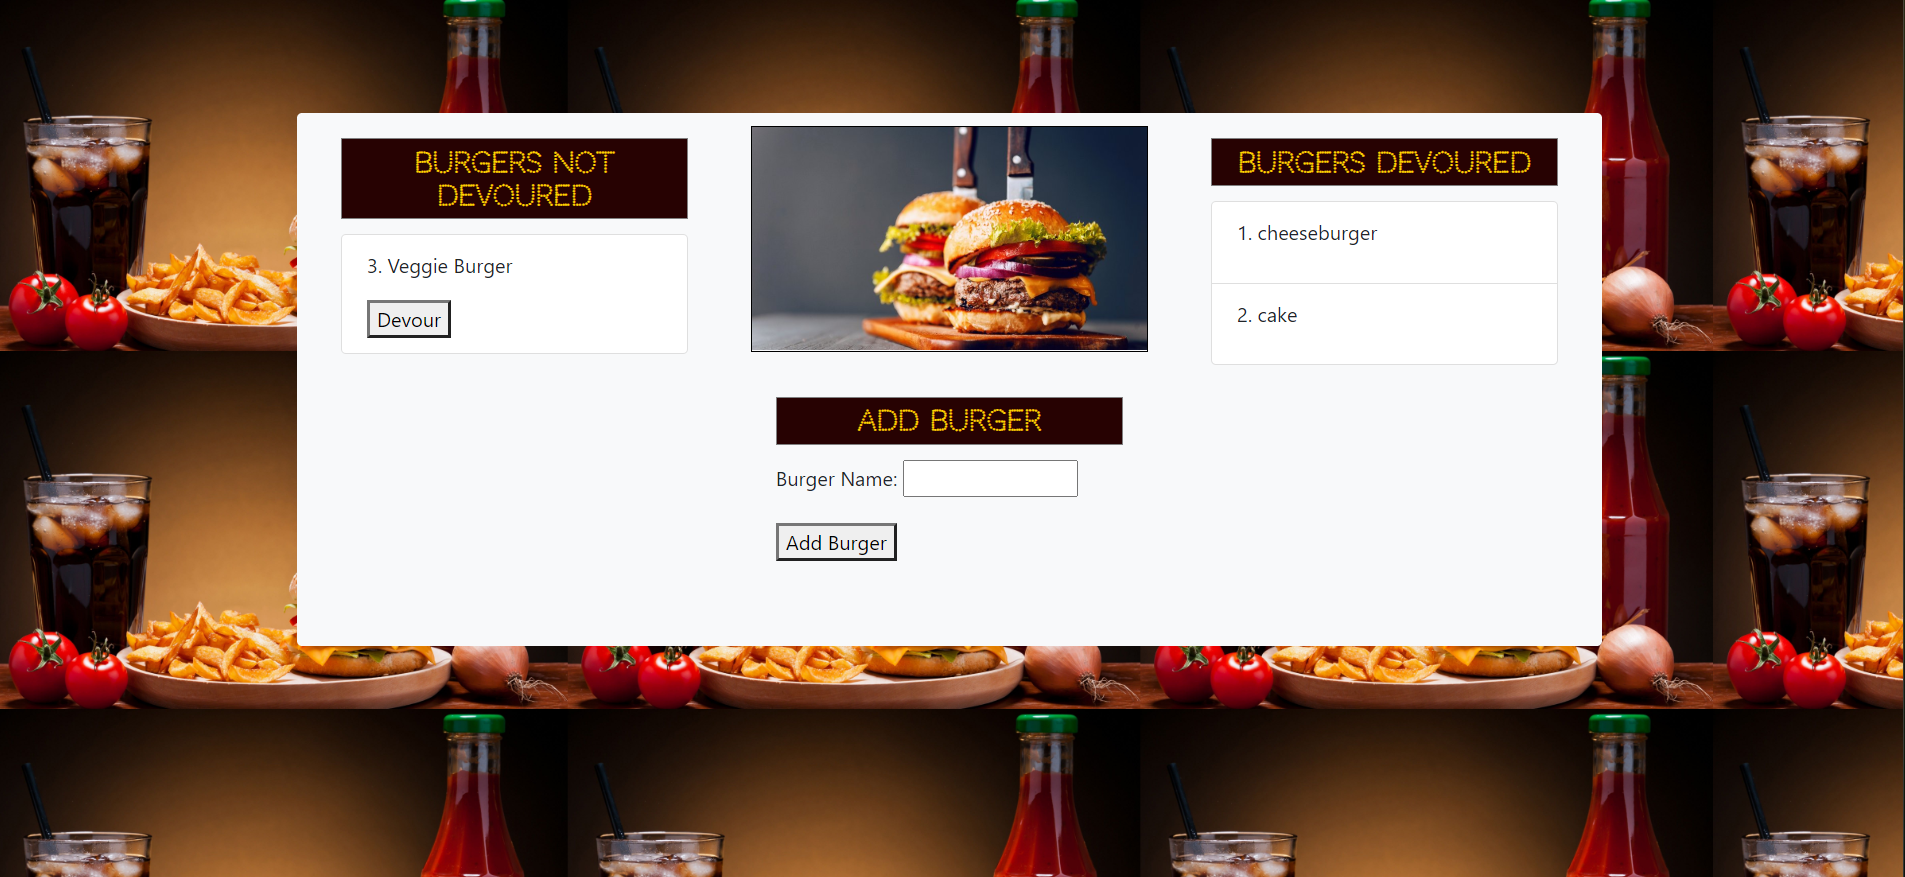 BURGERS NOT
DEVOURED
3. Veggie Burger
Devour
ADD BURGER
Burger Name:
Add Burger
BURGERS DEVOURED
1. cheeseburger
2. cake